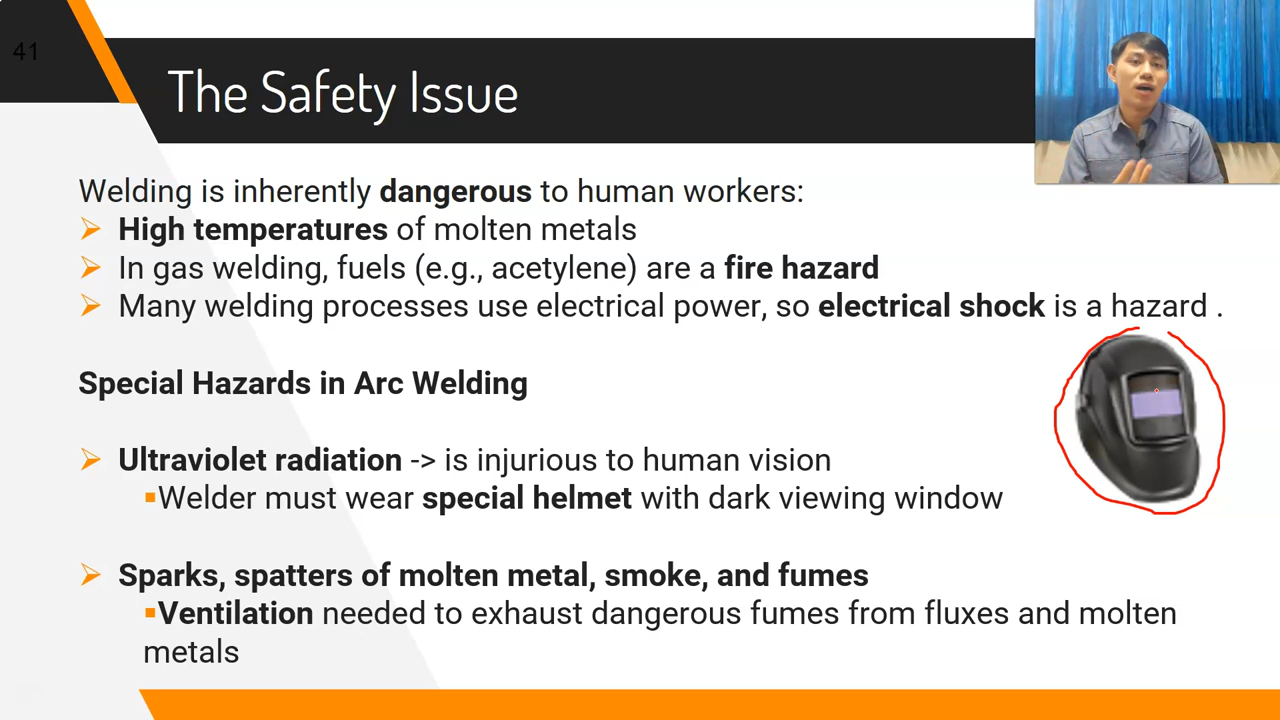 41
The Safety Issue
Welding is inherently dangerous to human workers:
➢ High temperatures of molten metals
➢ In gas welding, fuels (e.g., acetylene) are a fire hazard
➢ Many welding processes use electrical power, so electrical shock is a hazard .
Special Hazards in Arc Welding
➢ Ultraviolet radiation -> is injurious to human vision
▪Welder must wear special helmet with dark viewing window
➢ Sparks, spatters of molten metal, smoke, and fumes
▪Ventilation needed to exhaust dangerous fumes from fluxes and molten
metals